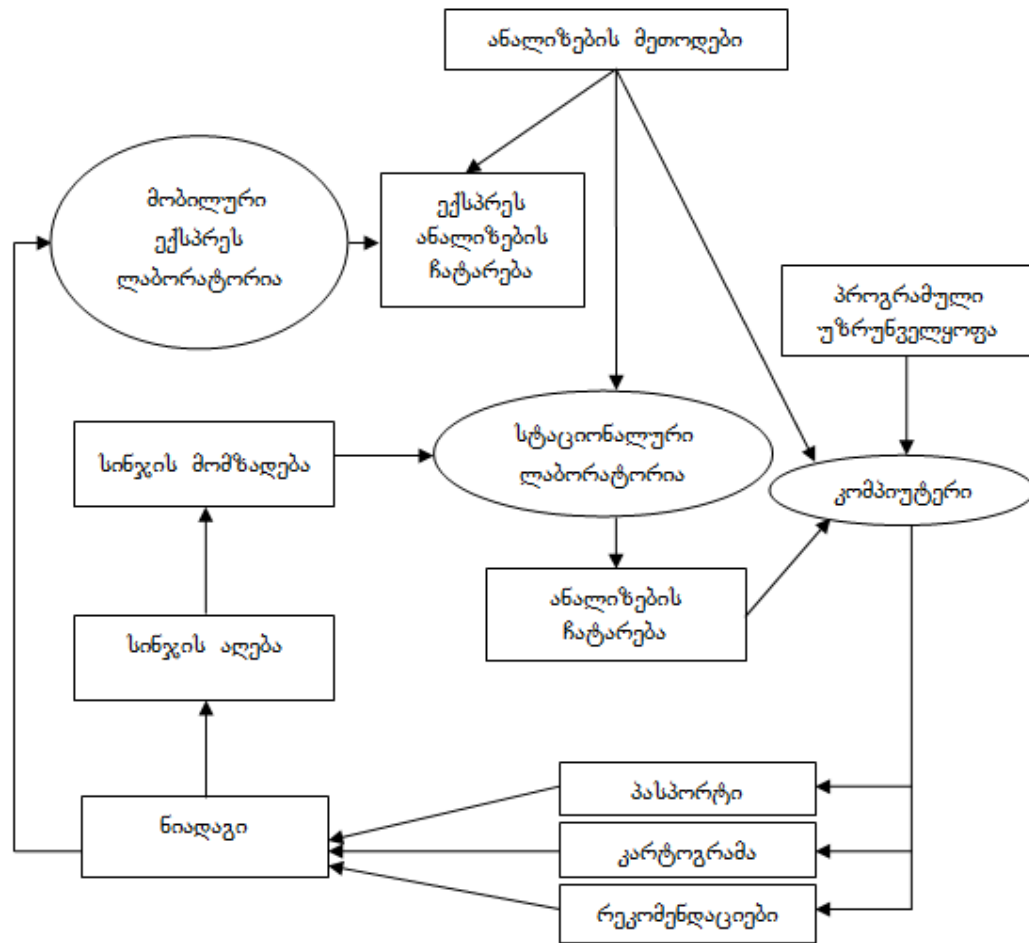 ანალიზების მეთოდები
მობილური
ექსპრეს
ლაბორატორია
ექსპრეს
ანალიზების
ჩატარება
პროგრამული
უზრუნველყოფა
სინჯის მომზადება
სტაციონალური
ლაბორატორია
კომპიუტერი
ანალიზების
ჩატარება
სინჯის აღება
ნიადაგი
პასპორტი
კარტოგრამა
რეკომენდაციები